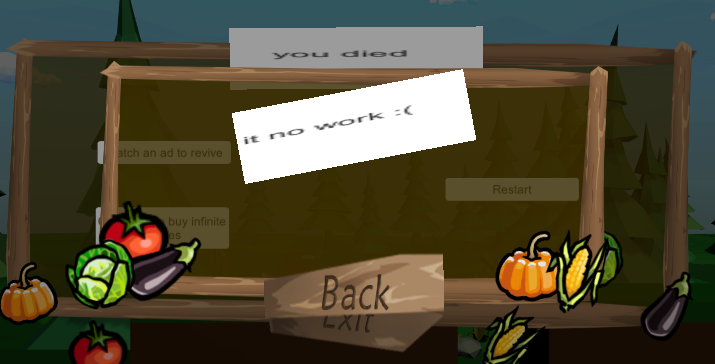 you died
it no work :(
atch an ad to revive
Restart
buy infinite
es
Back
Exit